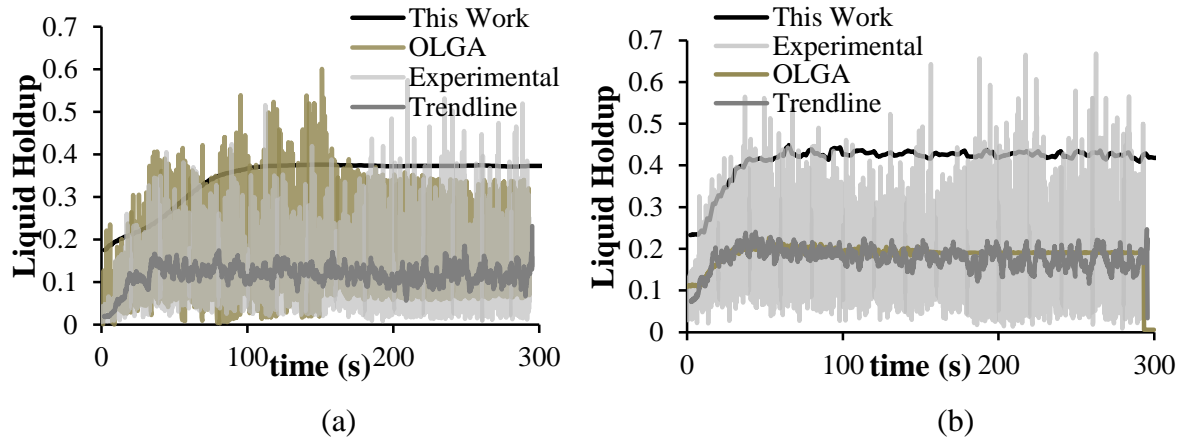 This Work
OLGA
Experimental
Trendline
Liquid Holdup
0.7
0.6
0.5
0.4
0.3
0.2
0.1
0
0
100
200
300
time (s)
(a)
This Work
Experimental
OLGA
Trendline
Liquid Holdup
0.7
0.6
0.5
0.4
0.3
0.2
0.1
0
0
100
200
300
time (s)
(b)